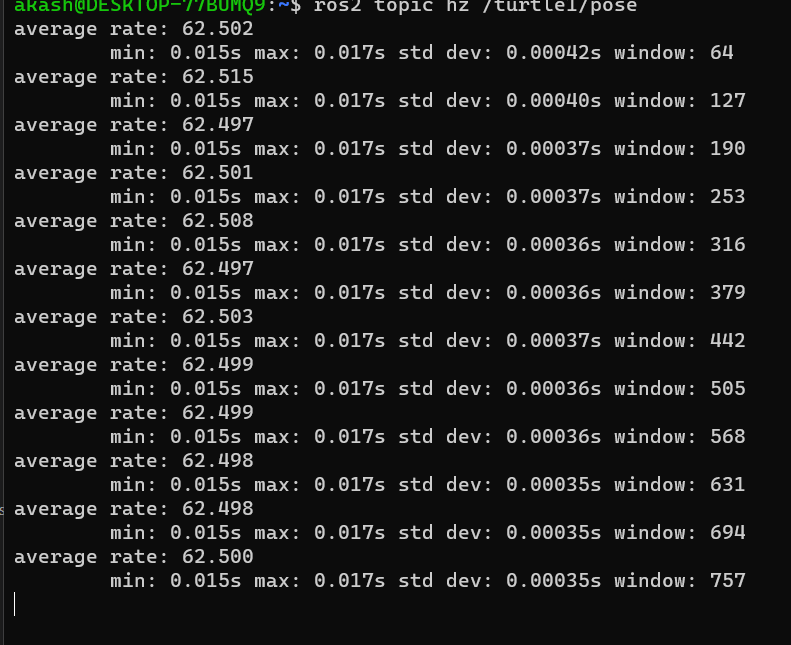 akash@DESKTOP-77BUMQ9:~$ ros2 topic hz /turtle1/pose
average rate: 62.502
        min: 0.015s max: 0.017s std dev: 0.00042s window: 64
average rate: 62.515
        min: 0.015s max: 0.017s std dev: 0.00040s window: 127
average rate: 62.497
        min: 0.015s max: 0.017s std dev: 0.00037s window: 190
average rate: 62.501
        min: 0.015s max: 0.017s std dev: 0.00037s window: 253
average rate: 62.508
        min: 0.015s max: 0.017s std dev: 0.00036s window: 316
average rate: 62.497
        min: 0.015s max: 0.017s std dev: 0.00036s window: 379
average rate: 62.503
        min: 0.015s max: 0.017s std dev: 0.00037s window: 442
average rate: 62.499
        min: 0.015s max: 0.017s std dev: 0.00036s window: 505
average rate: 62.499
        min: 0.015s max: 0.017s std dev: 0.00036s window: 568
average rate: 62.498
        min: 0.015s max: 0.017s std dev: 0.00035s window: 631
average rate: 62.498
        min: 0.015s max: 0.017s std dev: 0.00035s window: 694
average rate: 62.500
        min: 0.015s max: 0.017s std dev: 0.00035s window: 757